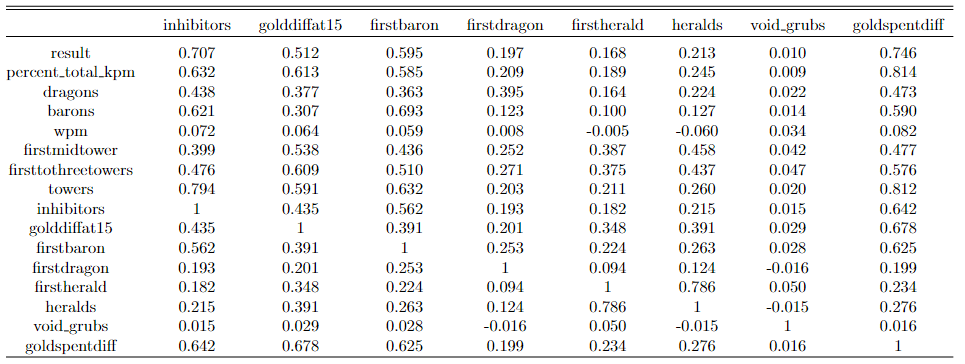 inhibitors golddiffat15 firstbaron firstdragon firstherald heralds void_grubs goldspentdiff
result 0.707 0.512 0.595 0.197 0.168 0.213 0.010 0.746
percent_total_kpm 0.632 0.613 0.585 0.209 0.189 0.245 0.009 0.814
dragons 0.438 0.377 0.363 0.395 0.164 0.224 0.022 0.473
barons 0.621 0.307 0.693 0.123 0.100 0.127 0.014 0.590
wpm 0.072 0.064 0.059 0.008 -0.005 -0.060 0.034 0.082
firstmidtower 0.399 0.538 0.436 0.252 0.387 0.458 0.042 0.477
firsttothreetowers 0.476 0.609 0.510 0.271 0.375 0.437 0.047 0.576
towers 0.794 0.591 0.632 0.203 0.211 0.260 0.020 0.812
inhibitors 1 0.435 0.562 0.193 0.182 0.215 0.015 0.642
golddiffat15 0.435 1 0.391 0.201 0.348 0.391 0.029 0.678
firstbaron 0.562 0.391 1 0.253 0.224 0.263 0.028 0.625
firstdragon 0.193 0.201 0.253 1 0.094 0.124 -0.016 0.199
firstherald 0.182 0.348 0.224 0.094 1 0.786 0.050 0.234
heralds 0.215 0.391 0.263 0.124 0.786 1 -0.015 0.276
void_grubs 0.015 0.029 0.028 -0.016 0.050 -0.015 1 0.016
goldspentdiff 0.642 0.678 0.625 0.199 0.234 0.276 0.016 1